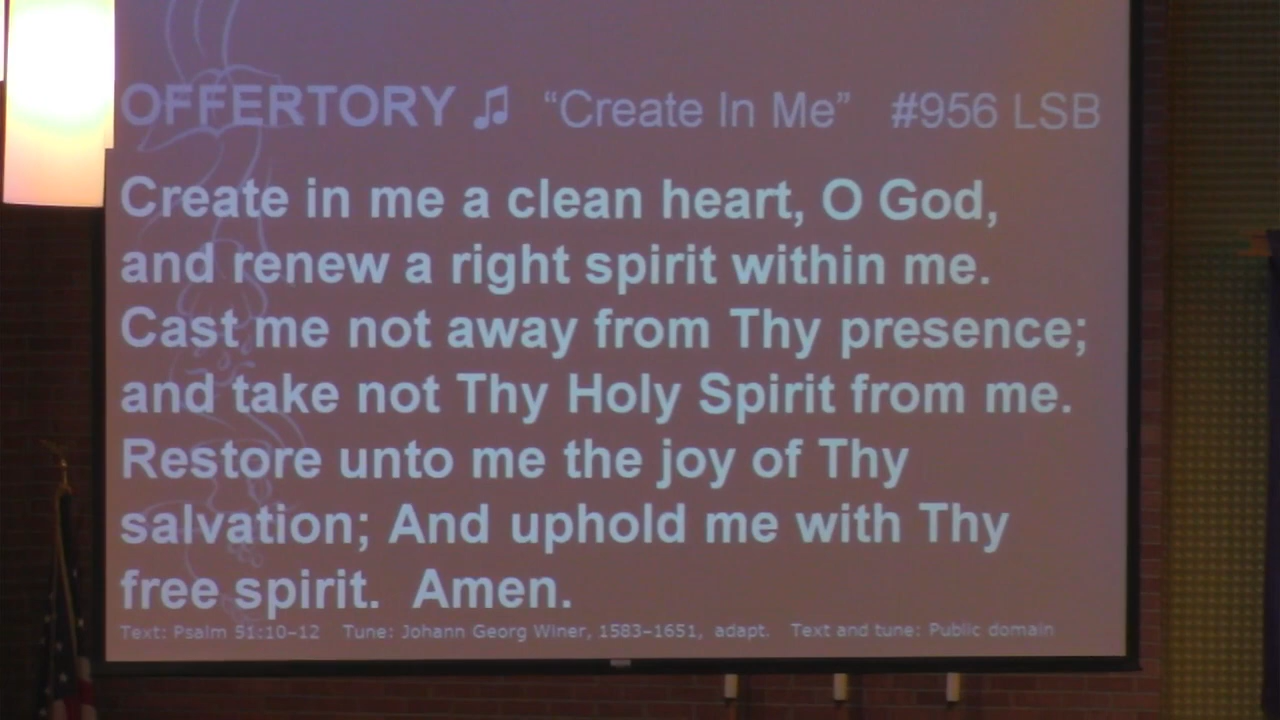 OFFERTORY ♫ “Create In Me” #956 LSB
Create in me a clean heart, O God,
and renew a right spirit within me.
Cast me not away from Thy presence;
and take not Thy Holy Spirit from me.
Restore unto me the joy of Thy
salvation; And uphold me with Thy
free spirit. Amen.
Text: Psalm 51:10–12 Tune: Johann Georg Winer, 1583–1651, adapt. Text and tune: Public domain